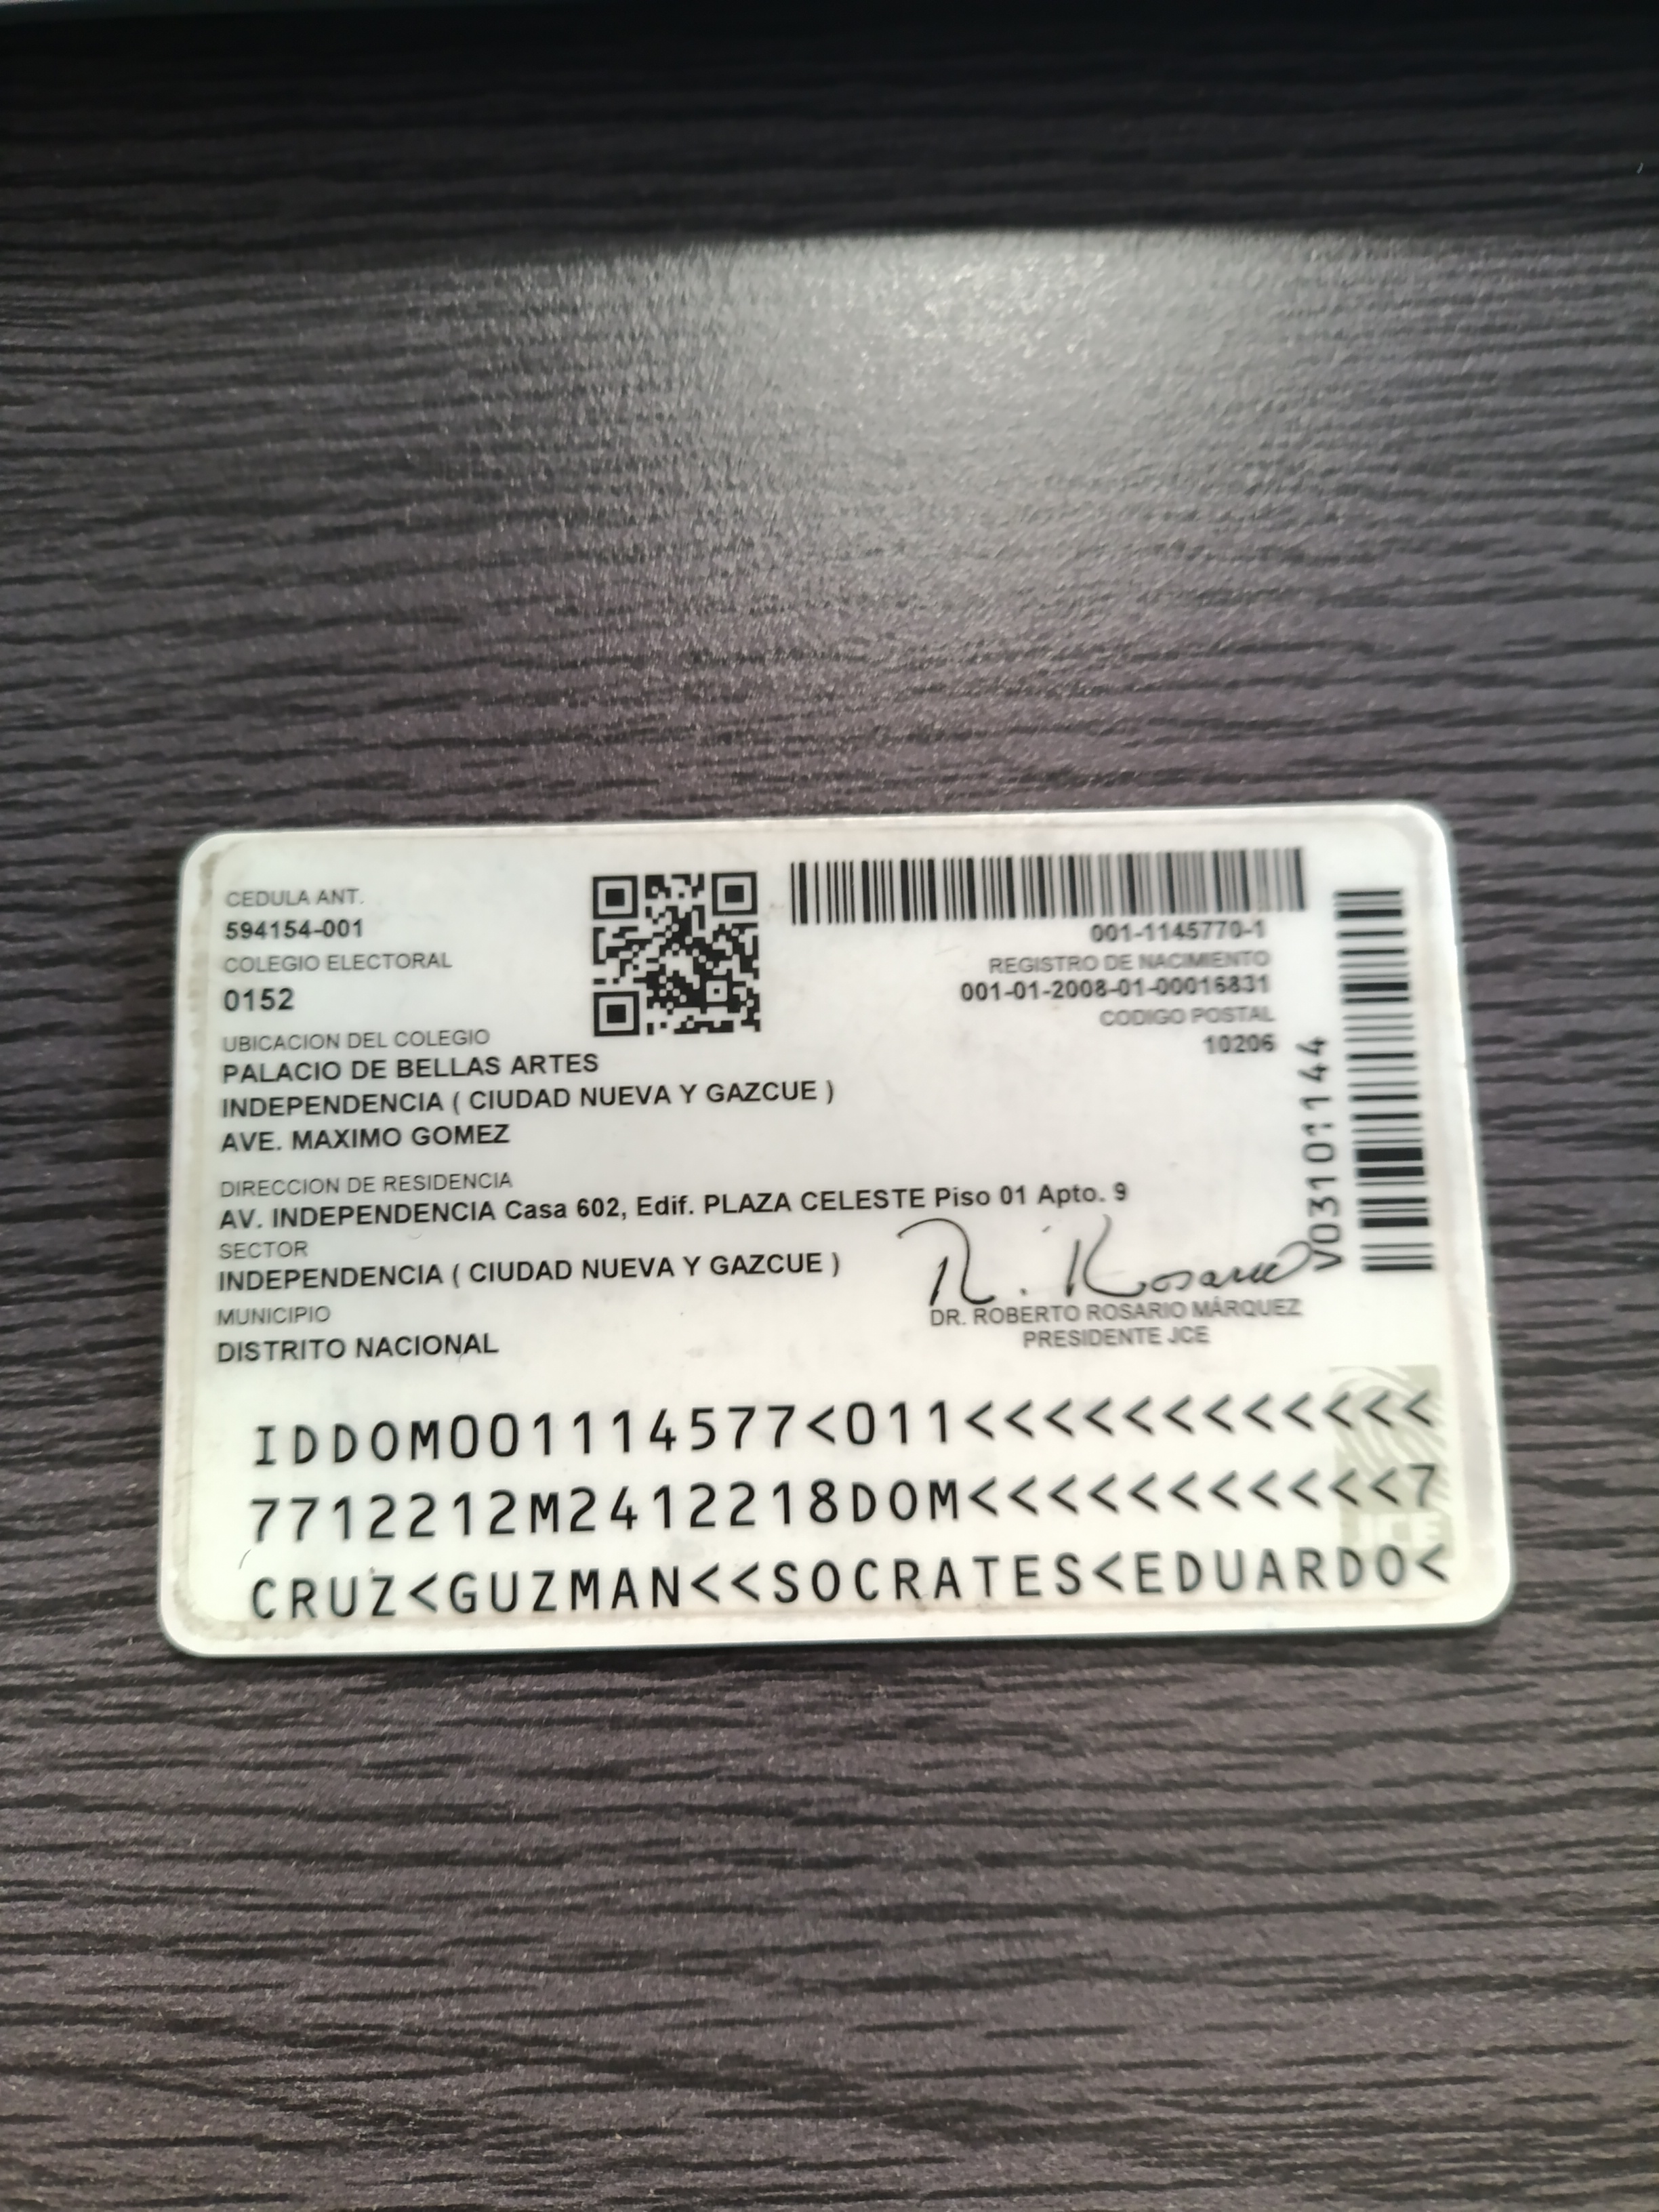 CEDULA ANT.
594154-001
COLEGIO ELECTORAL
0152
UBICACION DEL COLEGIO
PALACIO DE BELLAS ARTES
INDEPENDENCIA ( CIUDAD NUEVA Y GAZCUE )
AVE. MAXIMO GOMEZ
DIRECCION DE RESIDENCIA
AV. INDEPENDENCIA Casa 602, Edif. PLAZA CELESTE Piso 01 Apto. 9
SECTOR
INDEPENDENCIA ( CIUDAD NUEVA Y GAZCUE )
MUNICIPIO
DISTRITO NACIONAL
001-1145770-1
REGISTRO DE NACIMIENTO
001-01-2008-01-00016831
CODIGO POSTAL
10206
V03101144
R. Rosario
DR. ROBERTO ROSARIO MÁRQUEZ
PRESIDENTE JCE
JCE
IDDOM001114577<011<<<<<<<<<<<<
7712212M2412218DOM<<<<<<<<<<<7
CRUZ<GUZMAN<<SOCRATES<EDUARDO<